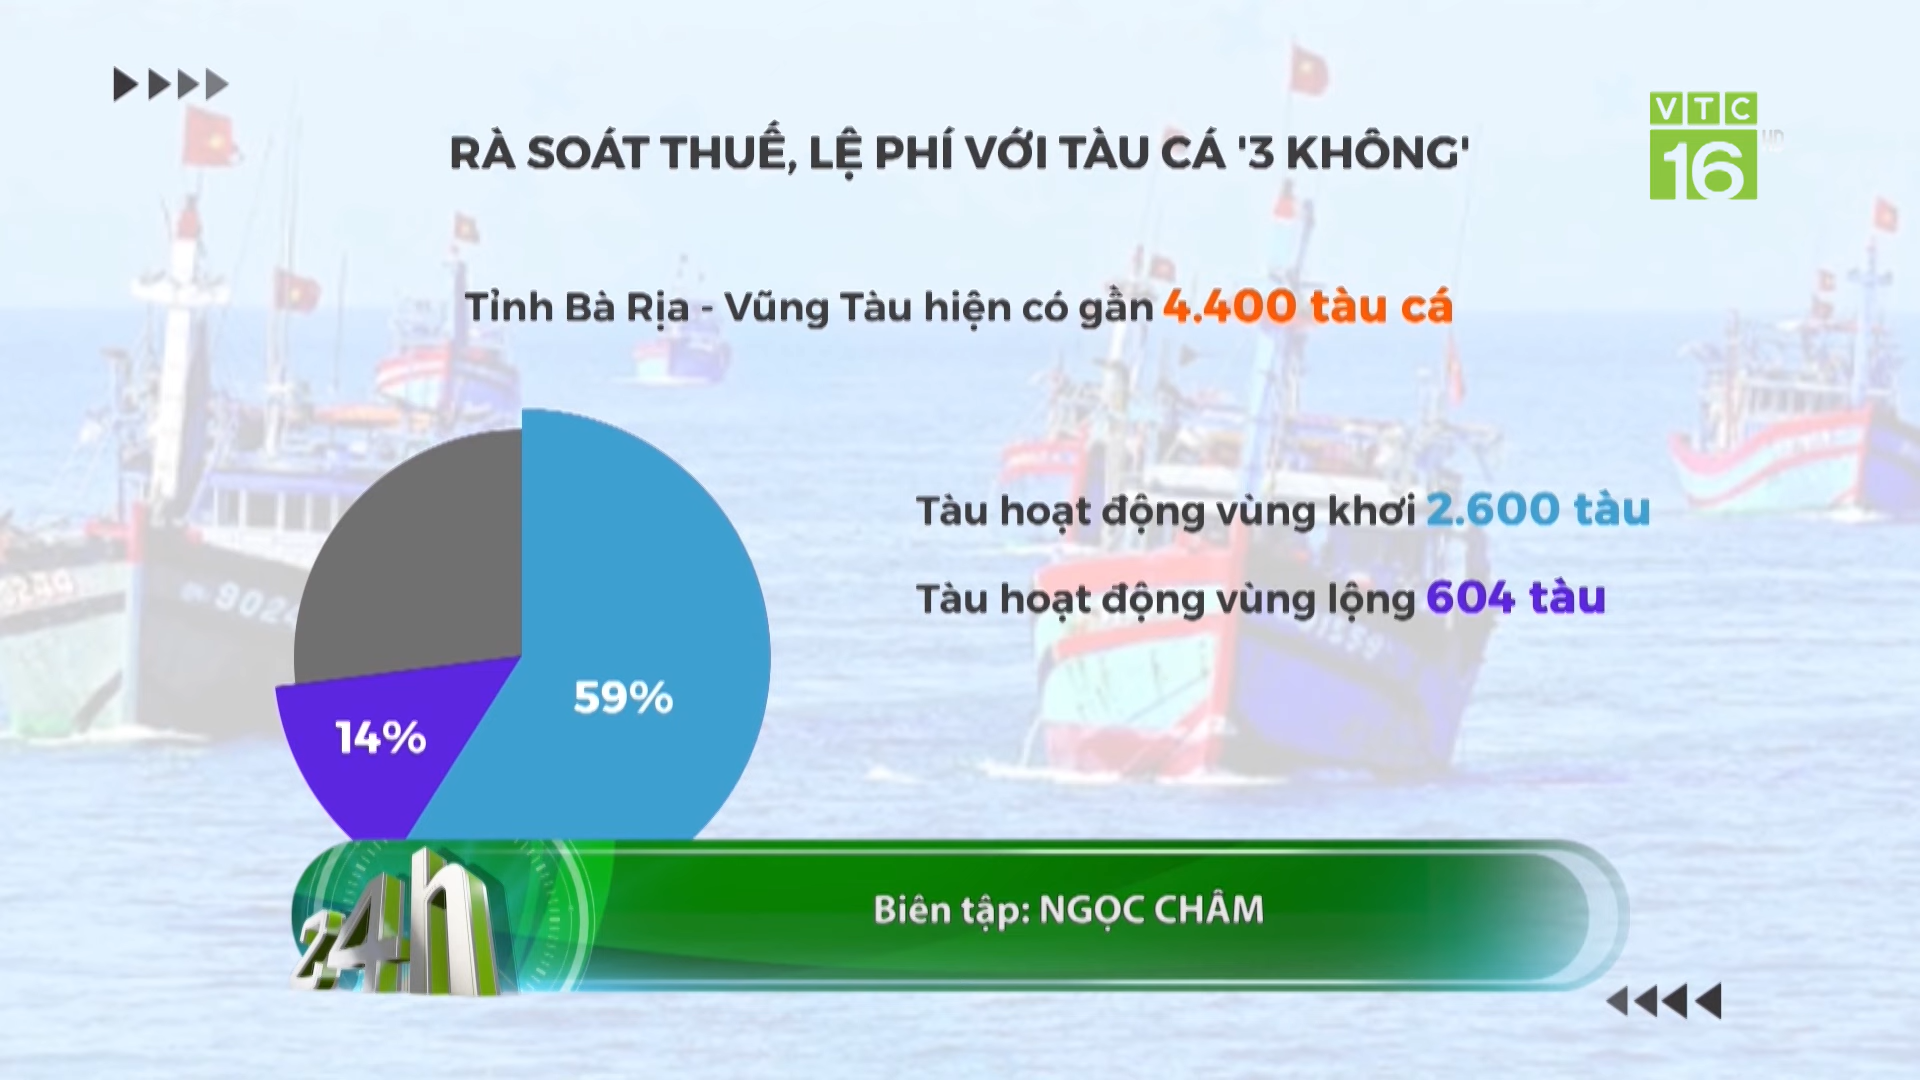 RÀ SOÁT THUẾ, LỆ PHÍ VỚI TÀU CÁ '3 KHÔNG'
VTC
16
HD
Tỉnh Bà Rịa - Vũng Tàu hiện có gần 4.400 tàu cá
Tàu hoạt động vùng khơi 2.600 tàu
Tàu hoạt động vùng lộng 604 tàu
59%
14%
24h
Biên tập: NGỌC CHÂM